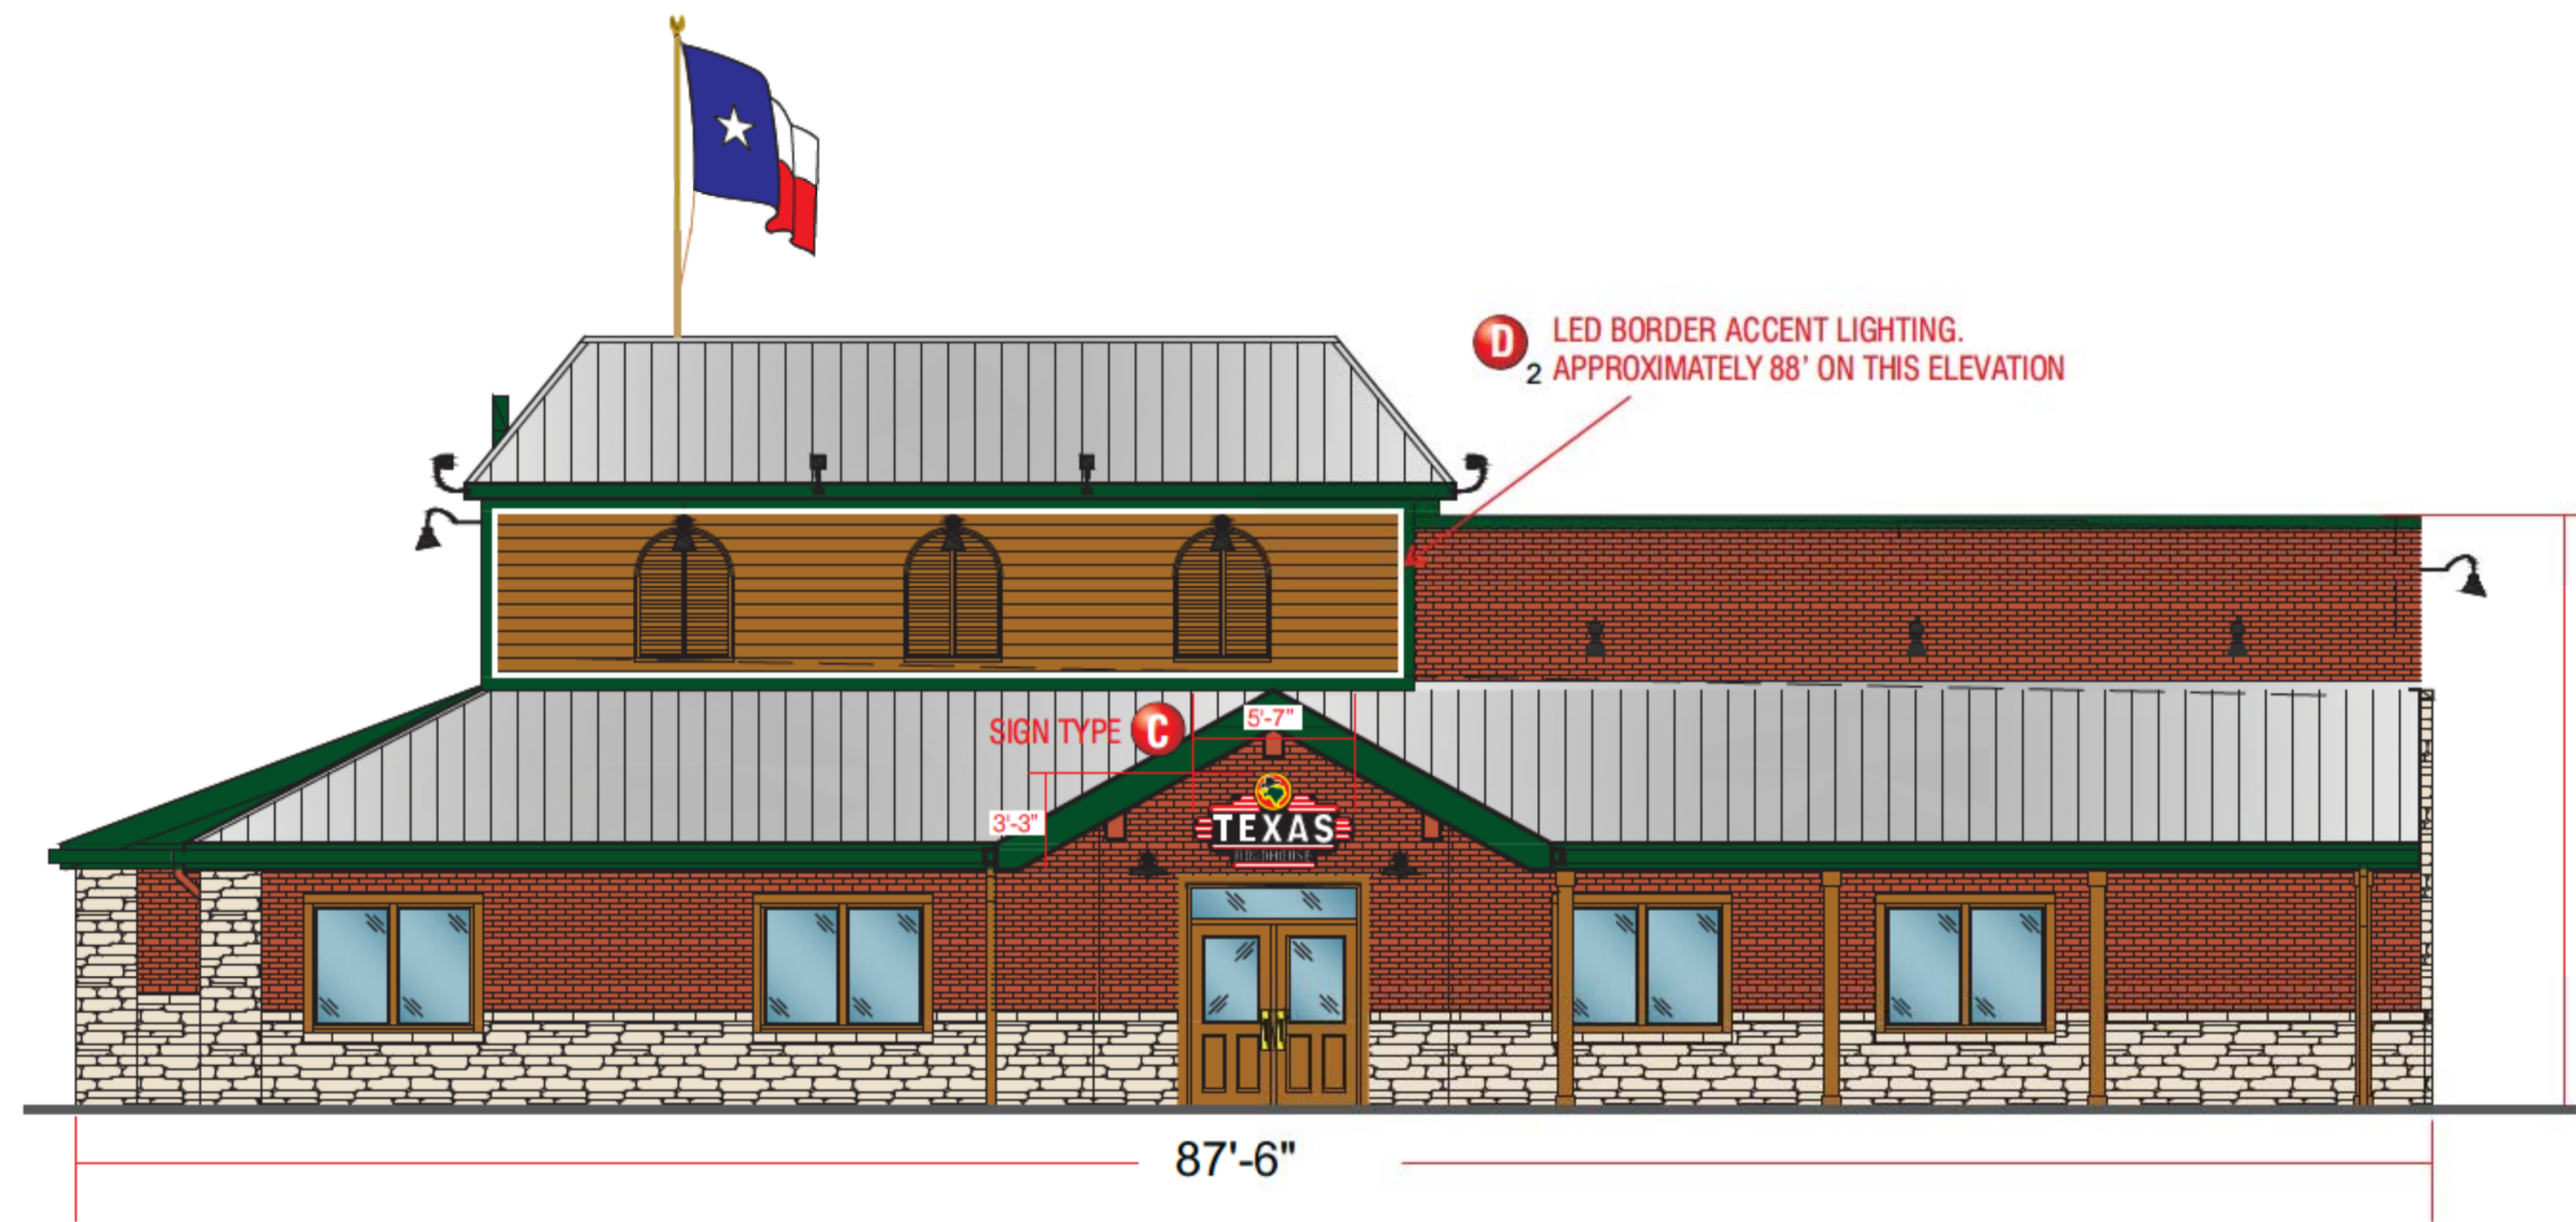 D LED BORDER ACCENT LIGHTING.
2 APPROXIMATELY 88' ON THIS ELEVATION
SIGN TYPE C
5'-7"
3'-3"
TEXAS
ROADHOUSE
87'-6"